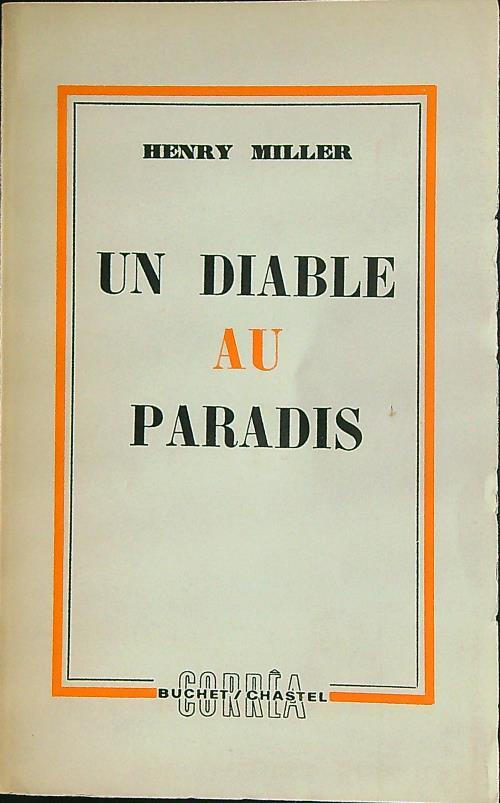 HENRY MILLER
UN DIABLE
AU
PARADIS
CORRÊA
BUCHET/CHASTEL